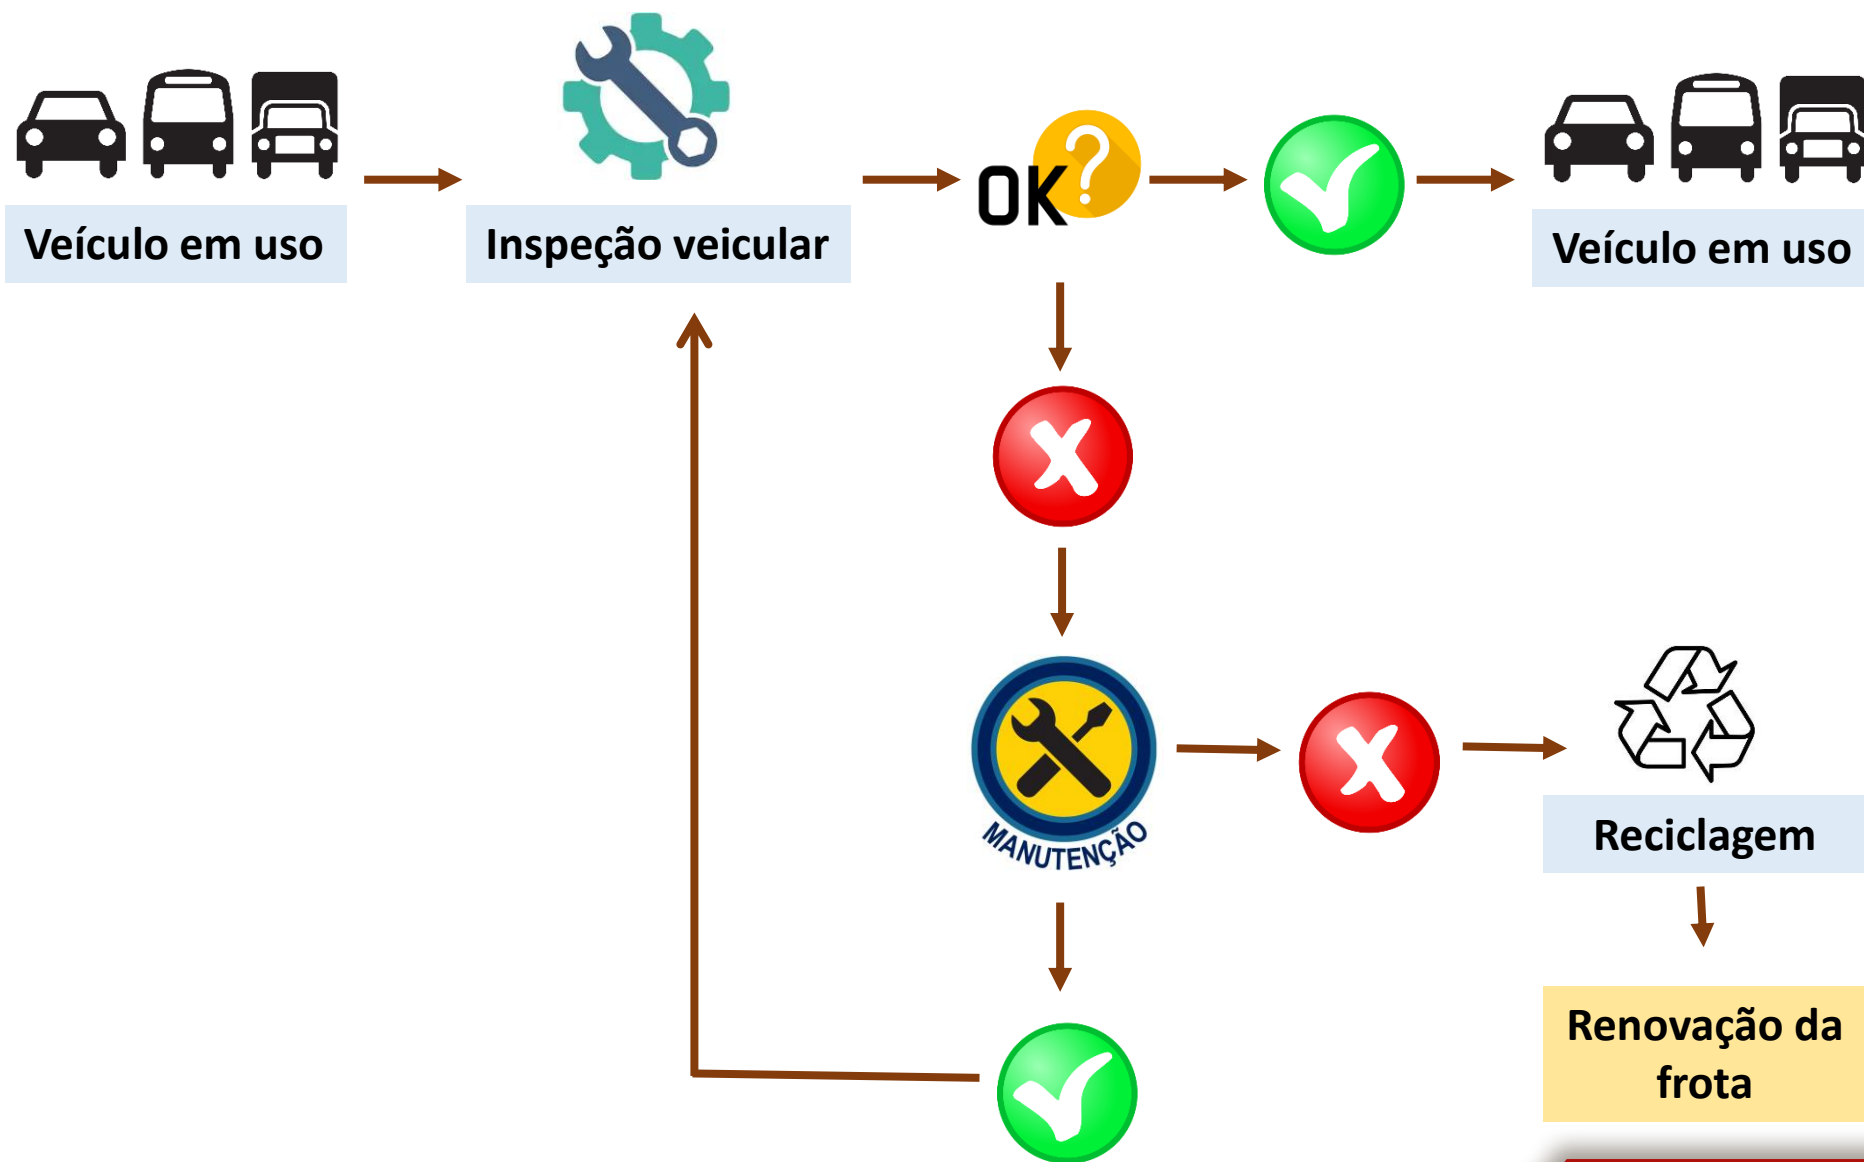 OK?
Veículo em uso
Inspeção veicular
Veículo em uso
MANUTENÇÃO
Reciclagem
Renovação da
frota